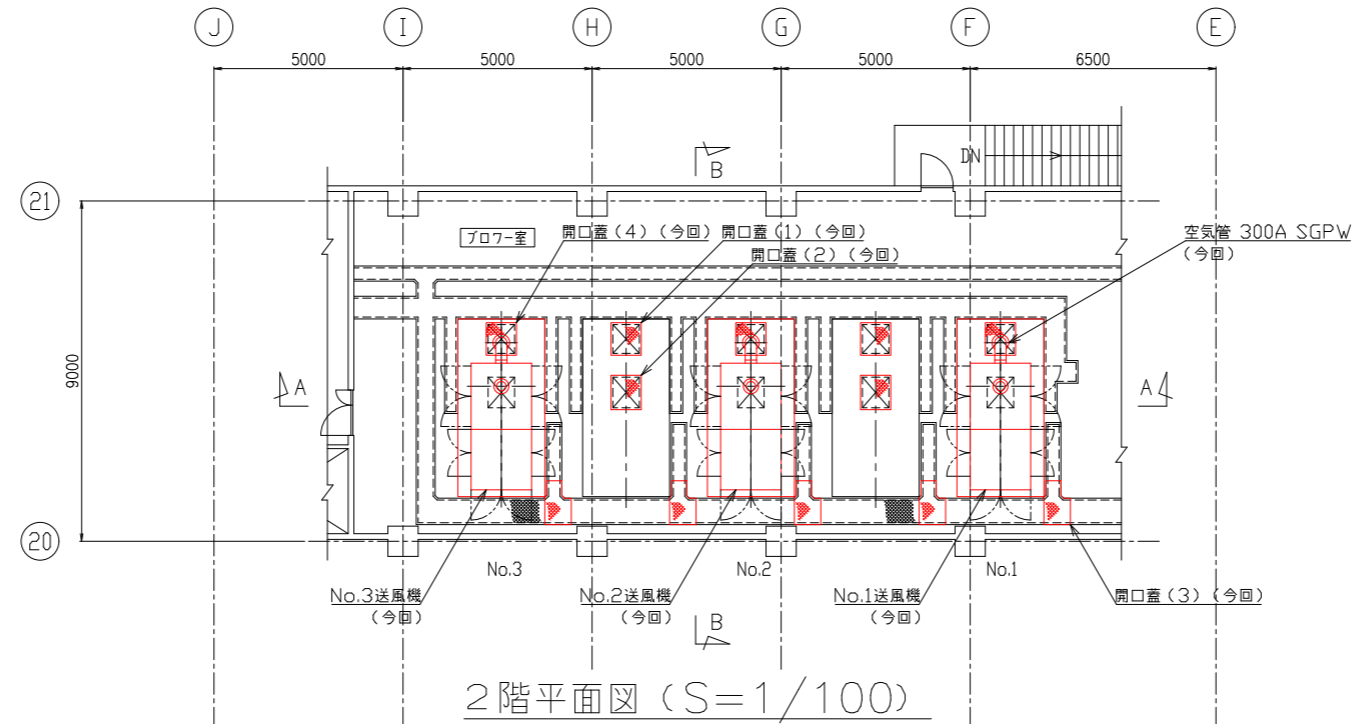 J
I
H
G
F
E
5000
5000
5000
5000
6500
B
DN
21
ブロワー室
開口蓋(4)(今回)
開口蓋(1)(今回)
空気管 300A SGPW
(今回)
開口蓋(2)(今回)
9000
A
A
20
No.3
No.2
No.1
No.3送風機
(今回)
No.2送風機
(今回)
No.1送風機
(今回)
開口蓋(3)(今回)
B
2階平面図(S=1/100)